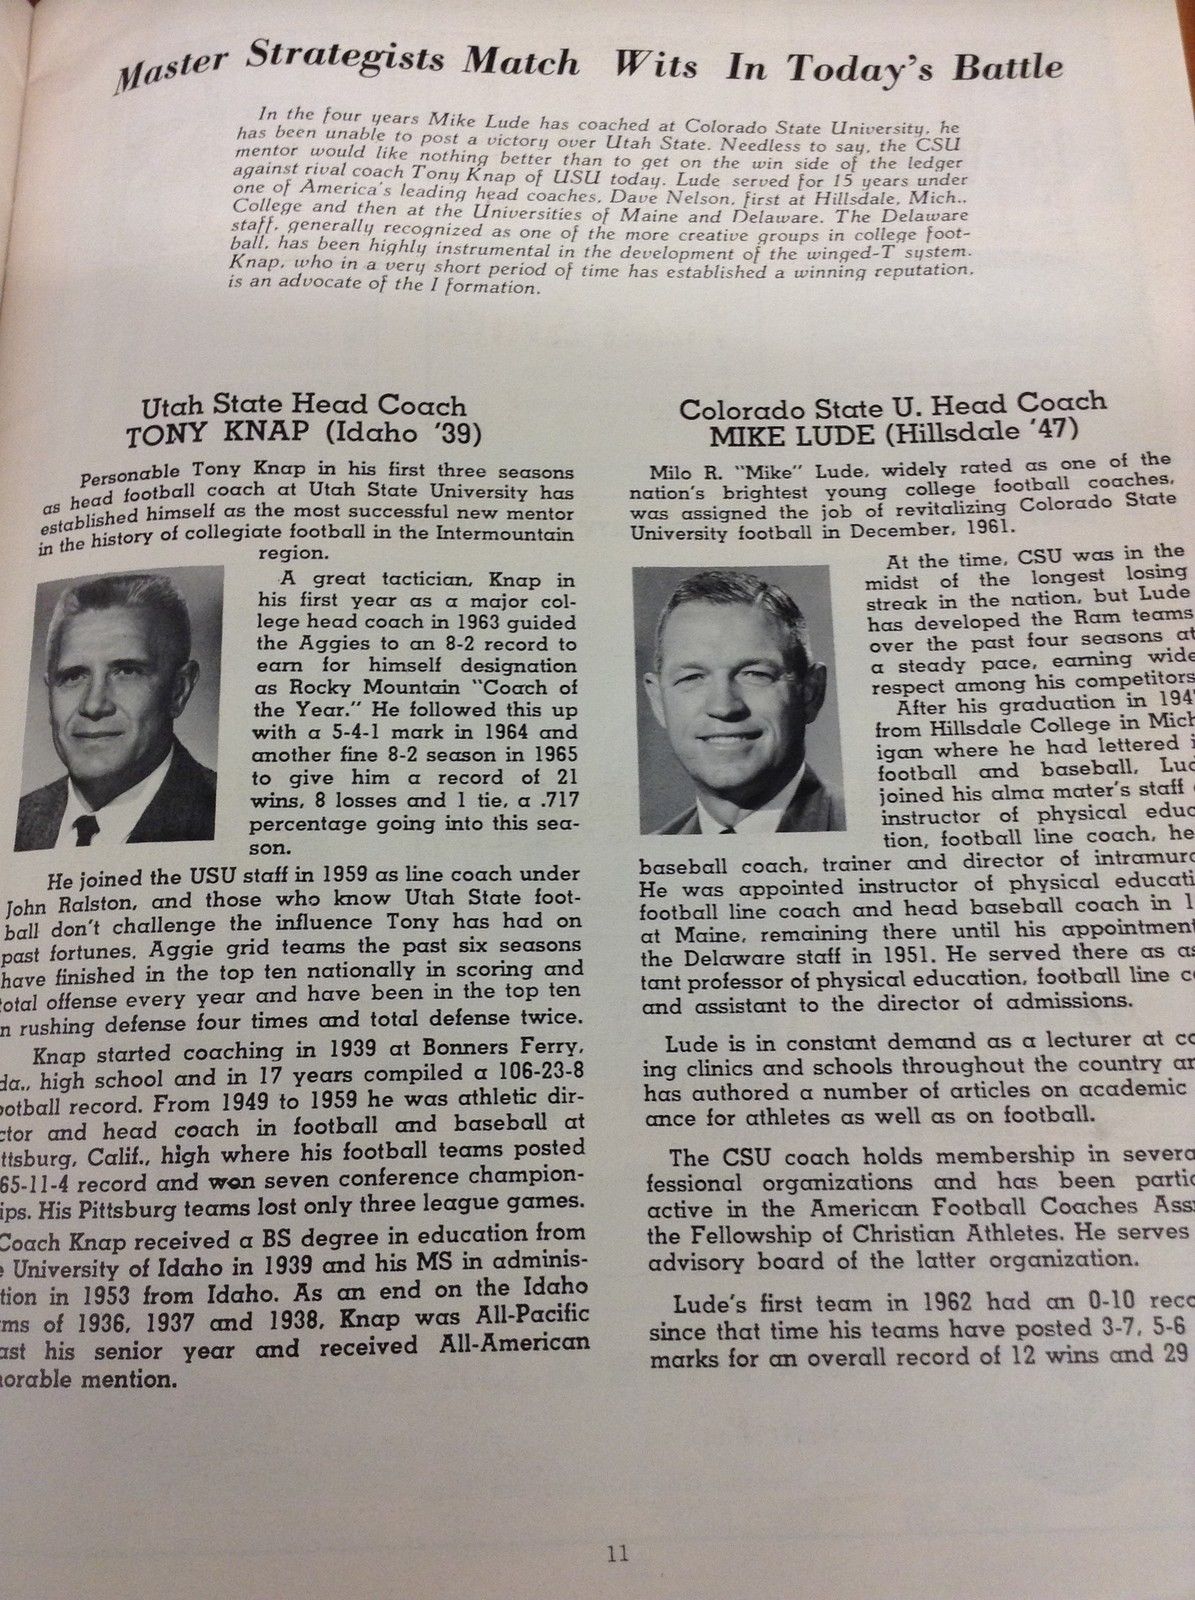 Master Strategists Match Wits In Today's Battle
In the four years Mike Lude has coached at Colorado State University, he
has been unable to post a victory over Utah State. Needless to say, the CSU
mentor would like nothing better than to get on the win side of the ledger
against rival coach Tony Knap of USU today. Lude served for 15 years under
one of America's leading head coaches, Dave Nelson, first at Hillsdale, Mich.,
College and then at the Universities of Maine and Delaware. The Delaware
staff, generally recognized as one of the more creative groups in college foot-
ball, has been highly instrumental in the development of the winged-T system.
Knap, who in a very short period of time has established a winning reputation,
is an advocate of the I formation.
Utah State Head Coach
TONY KNAP (Idaho '39)
Personable Tony Knap in his first three seasons
as head football coach at Utah State University has
established himself as the most successful new mentor
in the history of collegiate football in the Intermountain
region.
A great tactician, Knap in
his first year as a major col-
lege head coach in 1963 guided
the Aggies to an 8-2 record to
earn for himself designation
as Rocky Mountain "Coach of
the Year." He followed this up
with a 5-4-1 mark in 1964 and
another fine 8-2 season in 1965
to give him a record of 21
wins, 8 losses and 1 tie, a .717
percentage going into this sea-
son.
He joined the USU staff in 1959 as line coach under
John Ralston, and those who know Utah State foot-
ball don't challenge the influence Tony has had on
past fortunes. Aggie grid teams the past six seasons
have finished in the top ten nationally in scoring and
total offense every year and have been in the top ten
n rushing defense four times and total defense twice.
Knap started coaching in 1939 at Bonners Ferry,
da., high school and in 17 years compiled a 106-23-8
ootball record. From 1949 to 1959 he was athletic dir-
ctor and head coach in football and baseball at
ttsburg, Calif., high where his football teams posted
65-11-4 record and won seven conference champion-
ips. His Pittsburg teams lost only three league games.
Coach Knap received a BS degree in education from
e University of Idaho in 1939 and his MS in adminis-
tion in 1953 from Idaho. As an end on the Idaho
ms of 1936, 1937 and 1938, Knap was All-Pacific
ast his senior year and received All-American
norable mention.
Colorado State U. Head Coach
MIKE LUDE (Hillsdale '47)
Milo R. "Mike" Lude, widely rated as one of the
nation's brightest young college football coaches,
was assigned the job of revitalizing Colorado State
University football in December, 1961.
At the time, CSU was in the
midst of the longest losing
streak in the nation, but Lude
has developed the Ram teams
over the past four seasons at
a steady pace, earning wide
respect among his competitors
After his graduation in 194
from Hillsdale College in Mich
igan where he had lettered i
football and baseball, Lud
joined his alma mater's staff
instructor of physical educ
tion, football line coach, he
baseball coach, trainer and director of intramura
He was appointed instructor of physical educati
football line coach and head baseball coach in 1
at Maine, remaining there until his appointment
the Delaware staff in 1951. He served there as as
tant professor of physical education, football line c
and assistant to the director of admissions.
Lude is in constant demand as a lecturer at co
ing clinics and schools throughout the country an
has authored a number of articles on academic
ance for athletes as well as on football.
The CSU coach holds membership in severa
fessional organizations and has been partic
active in the American Football Coaches Ass
the Fellowship of Christian Athletes. He serves
advisory board of the latter organization.
Lude's first team in 1962 had an 0-10 reco
since that time his teams have posted 3-7, 5-6
marks for an overall record of 12 wins and 29
11